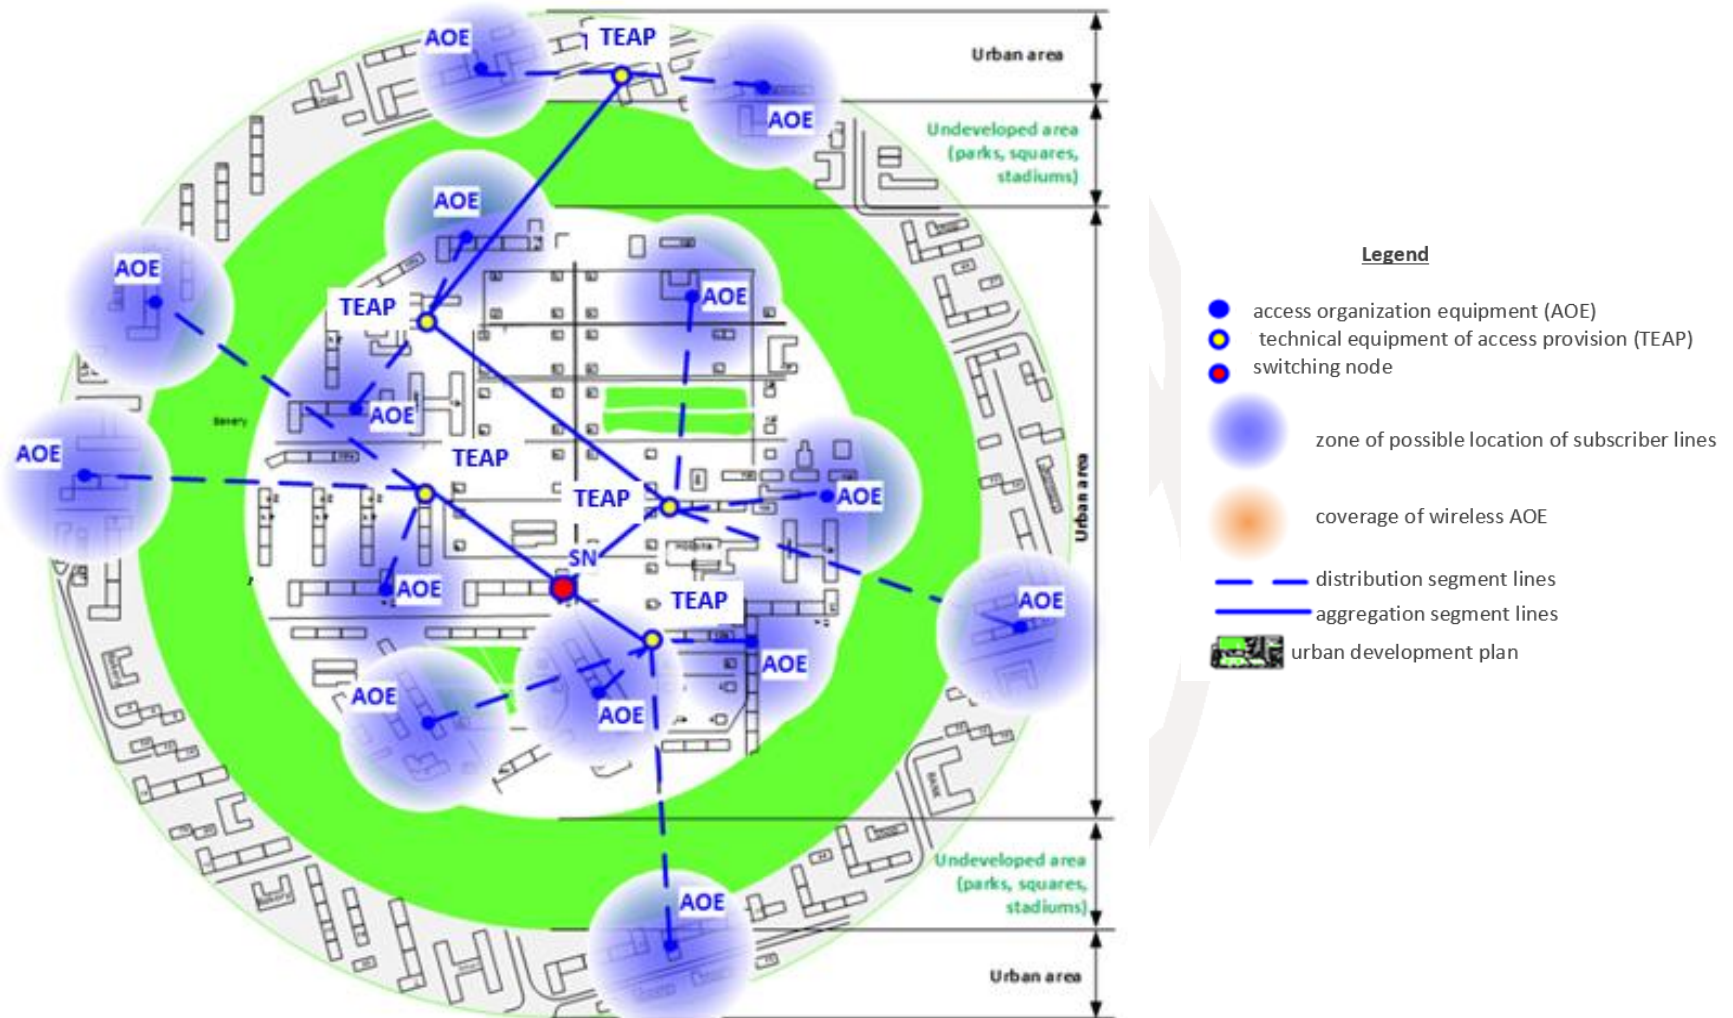 AOE
TEAP
Urban area
AOE
Undeveloped area
(parks, squares,
stadiums)
AOE
AOE
TEAP
AOE
AOE
Bakery
AOE
TEAP
TEAP
AOE
Urban area
SN
AOE
TEAP
AOE
AOE
AOE
AOE
BANK
Undeveloped area
(parks, squares,
stadiums)
AOE
Urban area
Legend
access organization equipment (AOE)
technical equipment of access provision (TEAP)
switching node
zone of possible location of subscriber lines
coverage of wireless AOE
distribution segment lines
aggregation segment lines
urban development plan